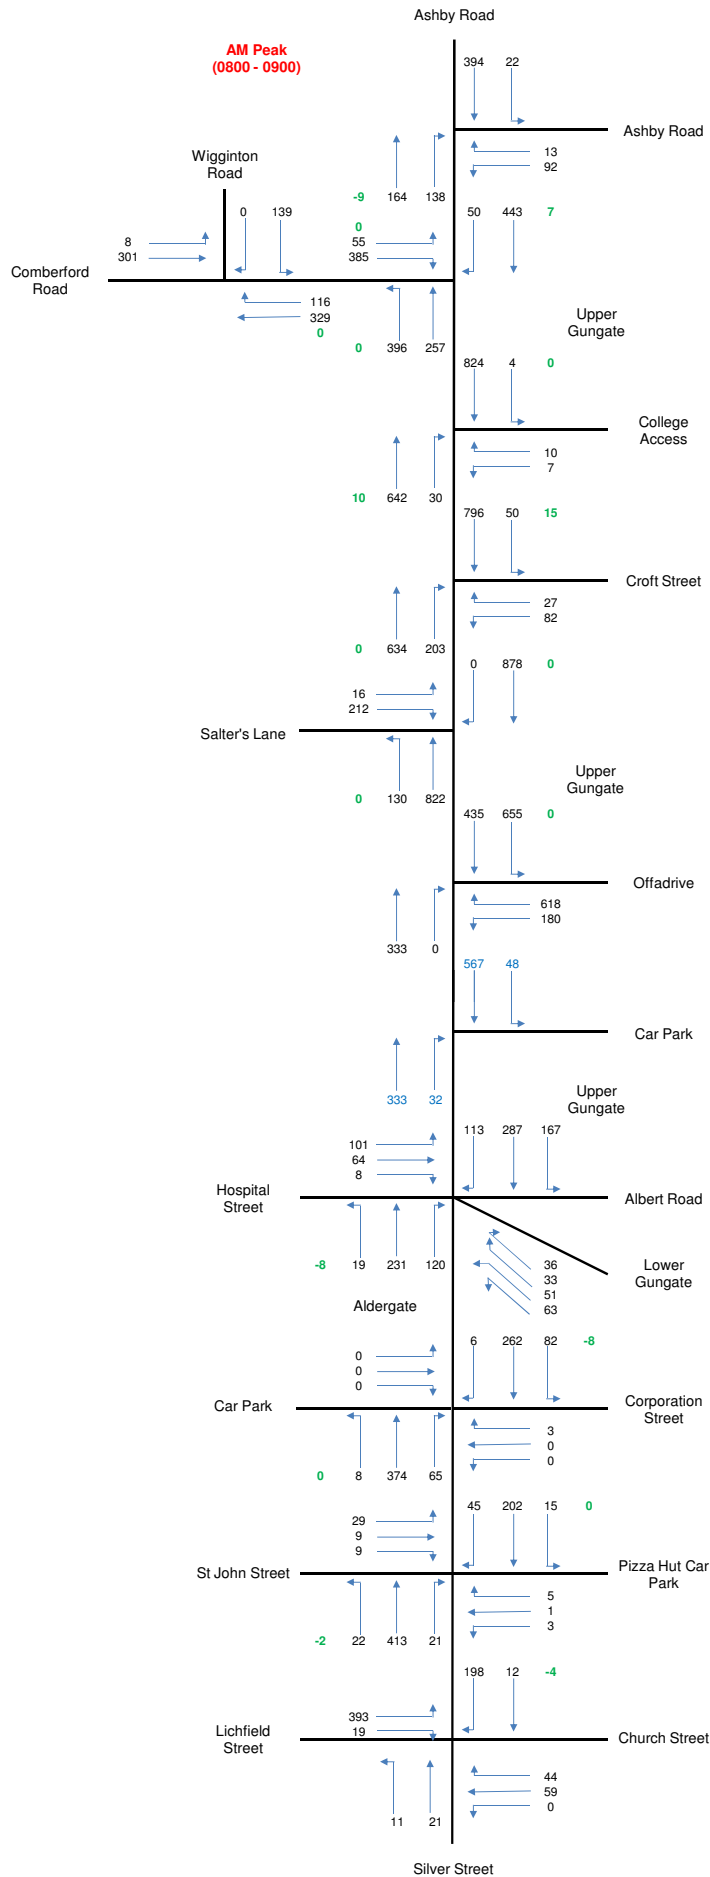 Ashby Road
AM Peak
(0800 - 0900)
394 22
Ashby Road
13
92
Wigginton
Road
-9 164 138
0 139
50 443 7
0
8
55
301
385
Comberford
Road
116
329
0
0 396 257
Upper
Gungate
824 4 0
College
Access
10
7
10 642 30
796 50 15
Croft Street
27
82
0 634 203
0 878 0
16
212
Salter's Lane
Upper
Gungate
0 130 822
435 655 0
Offadrive
618
180
333 0
567 48
Car Park
Upper
Gungate
333 32
113 287 167
101
64
8
Hospital
Street
Albert Road
-8 19 231 120
36
33
51
63
Lower
Gungate
Aldergate
6 262 82 -8
0
0
0
Car Park
Corporation
Street
3
0
0
0 8 374 65
45 202 15 0
29
9
9
St John Street
Pizza Hut Car
Park
5
1
3
-2 22 413 21
198 12 -4
393
19
Lichfield
Street
Church Street
44
59
0
11 21
Silver Street